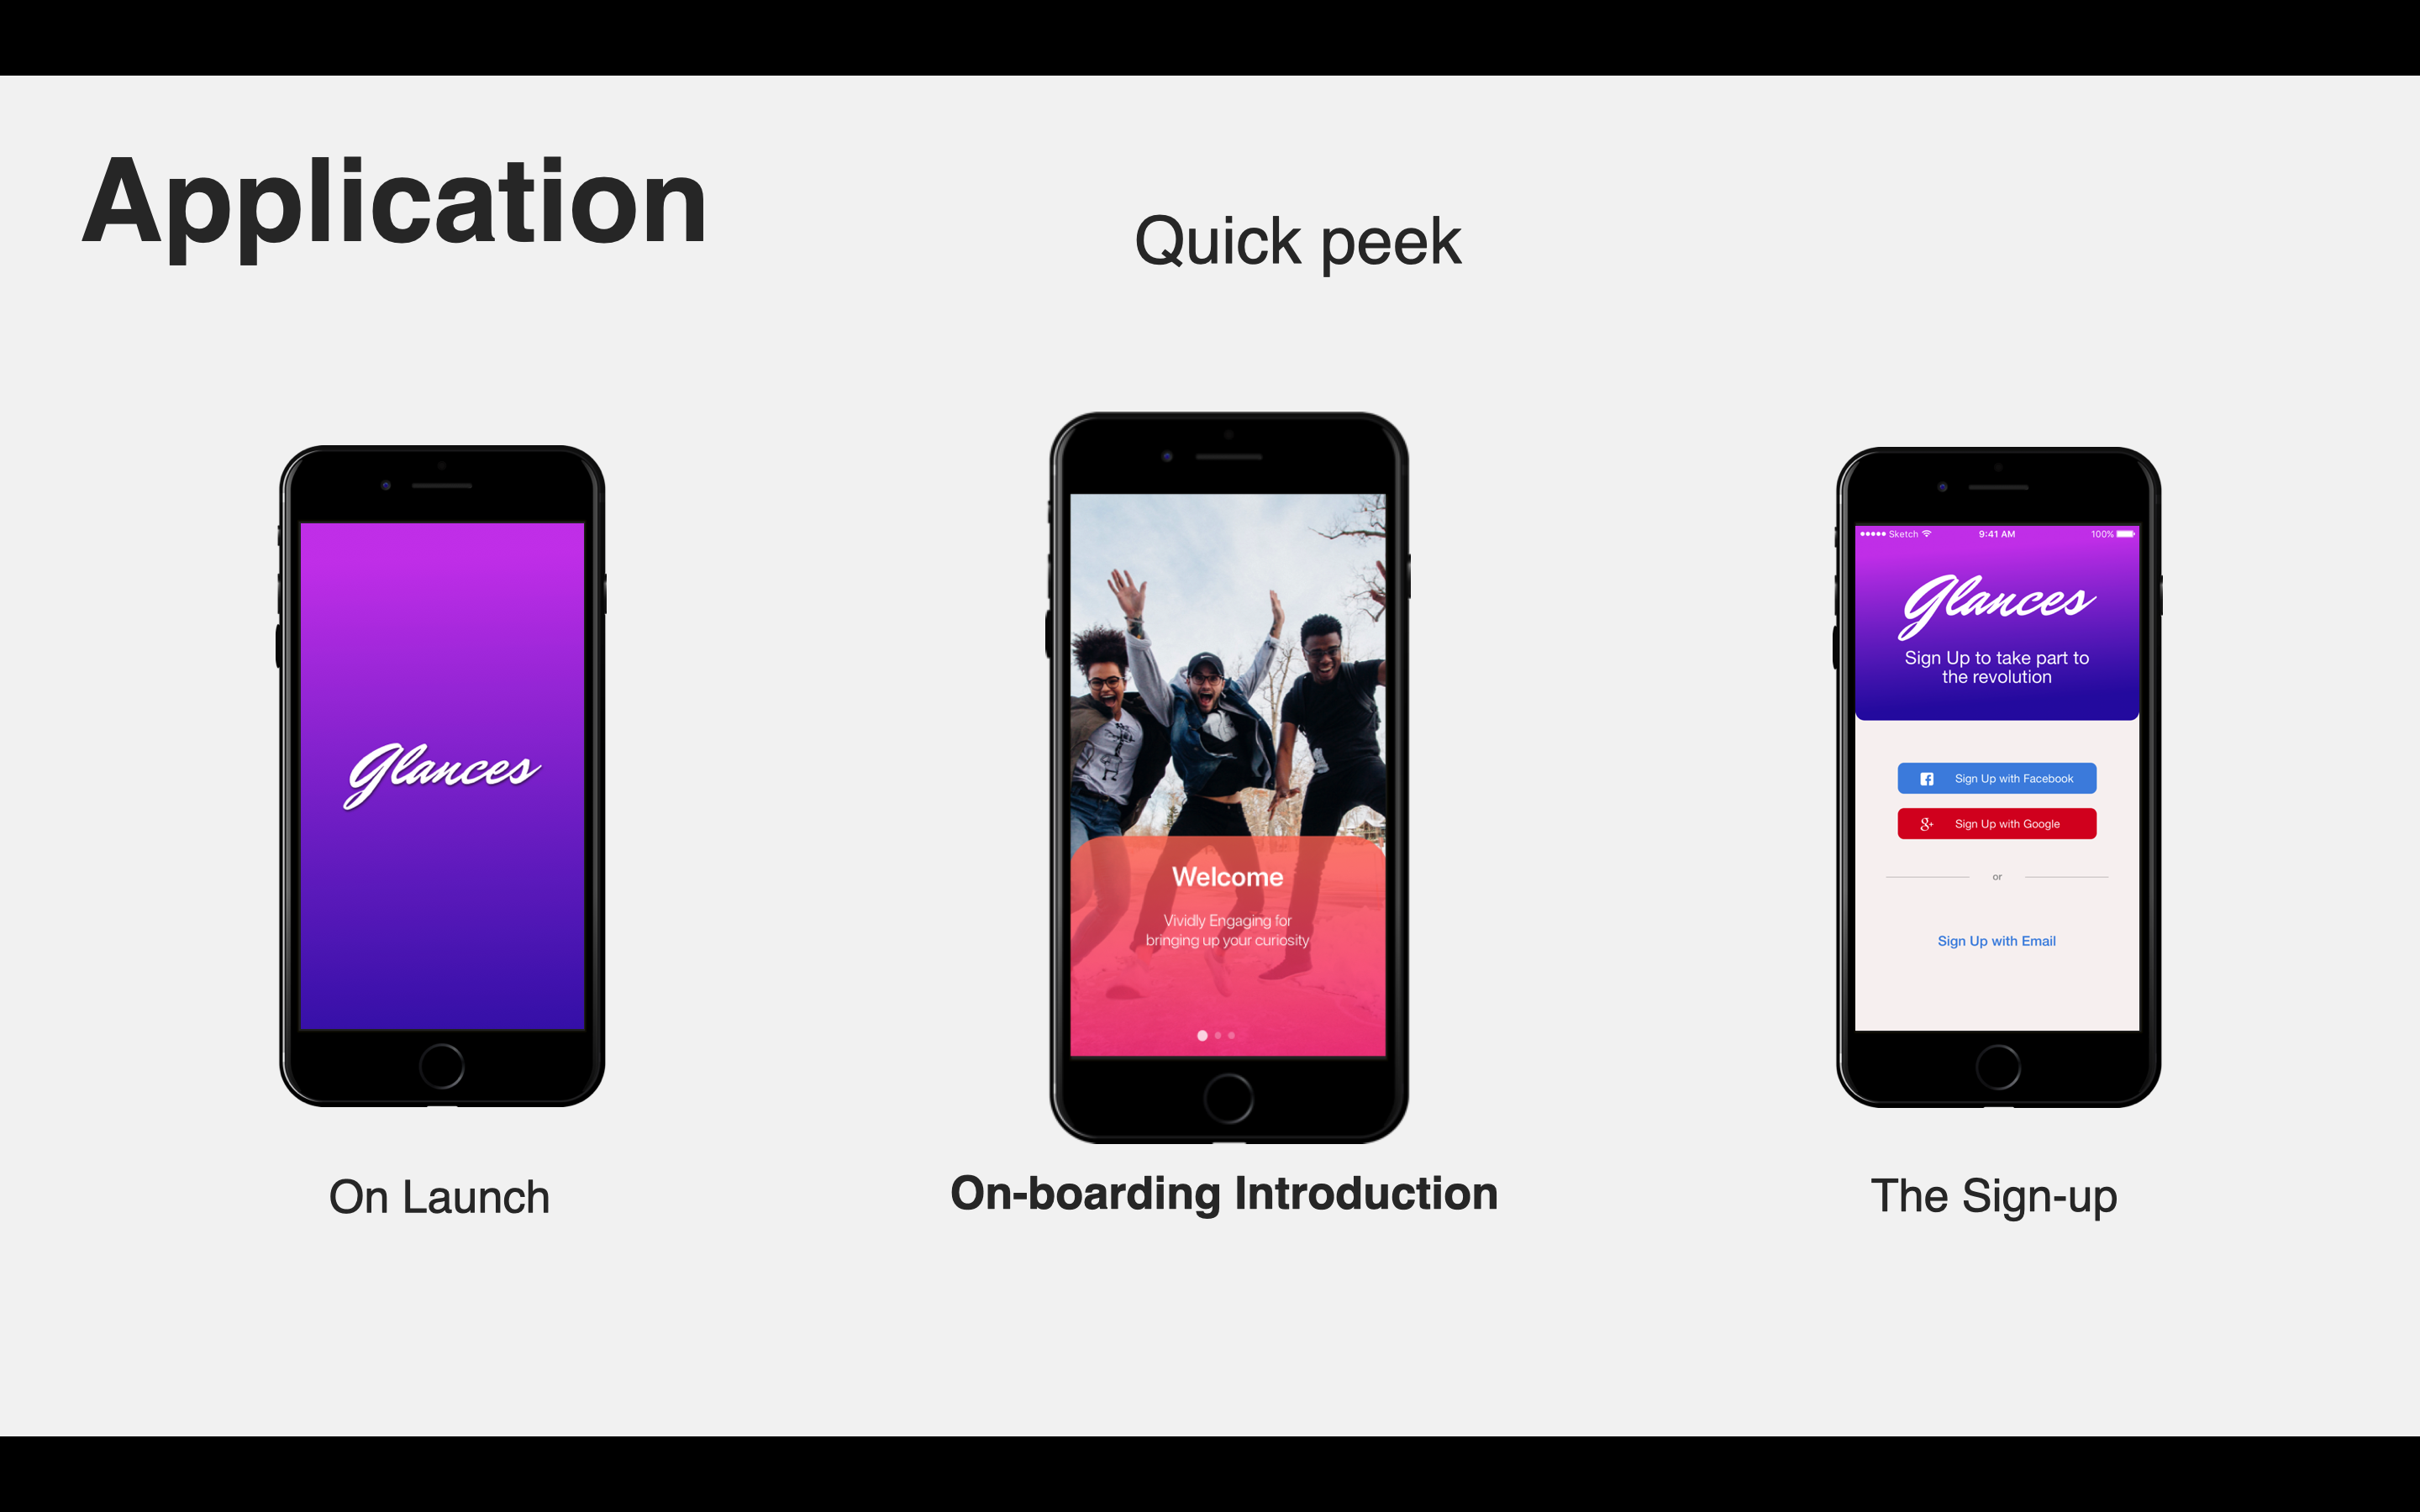 Application
Quick peek
Glances
Welcome
Vividly Engaging for
bringing up your curiosity
Sketch
9:41 AM
100%
Glances
Sign Up to take part to
the revolution
Sign Up with Facebook
g+ Sign Up with Google
or
Sign Up with Email
On Launch
On-boarding Introduction
The Sign-up